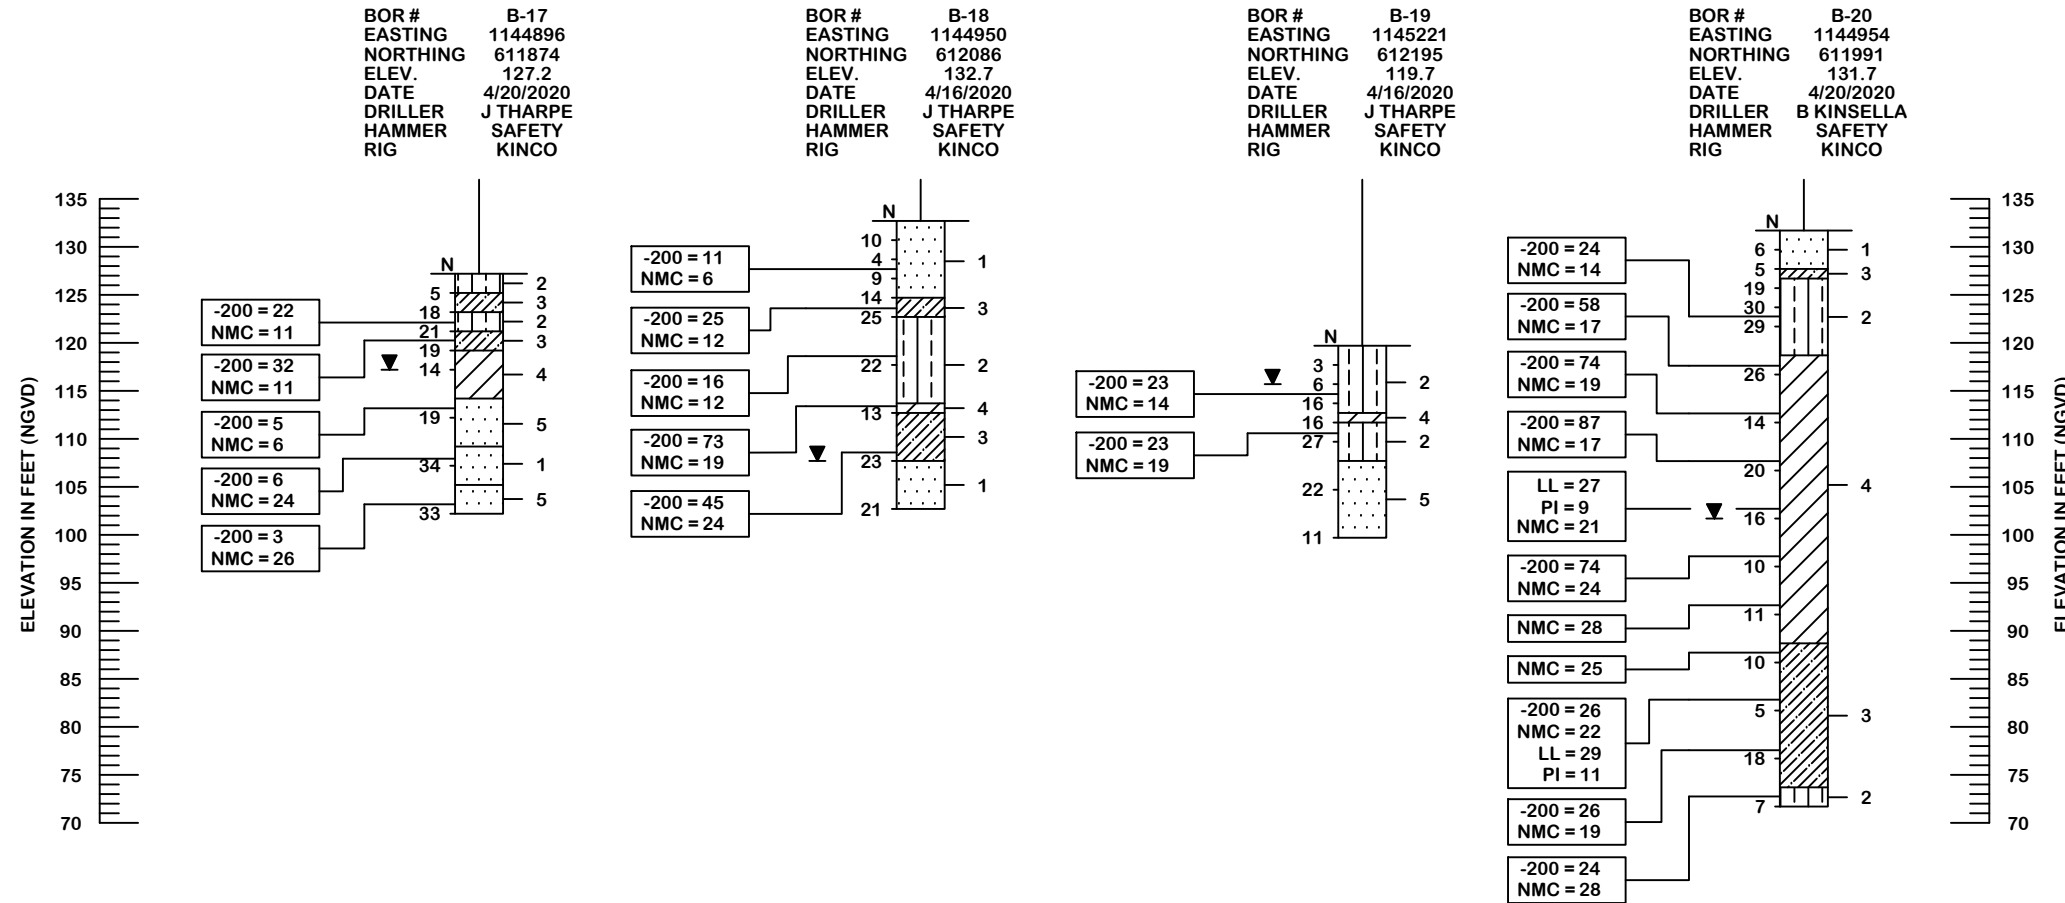 BOR # B-17
EASTING 1144896
NORTHING 611874
ELEV. 127.2
DATE 4/20/2020
DRILLER J THARPE
HAMMER SAFETY
RIG KINCO
BOR # B-18
EASTING 1144950
NORTHING 612086
ELEV. 132.7
DATE 4/16/2020
DRILLER J THARPE
HAMMER SAFETY
RIG KINCO
BOR # B-19
EASTING 1145221
NORTHING 612195
ELEV. 119.7
DATE 4/16/2020
DRILLER J THARPE
HAMMER SAFETY
RIG KINCO
BOR # B-20
EASTING 1144954
NORTHING 611991
ELEV. 131.7
DATE 4/20/2020
DRILLER B KINSELLA
HAMMER SAFETY
RIG KINCO
ELEVATION IN FEET (NGVD)
135
130
125
120
115
110
105
100
95
90
85
80
75
70
-200 = 22
NMC = 11
-200 = 32
NMC = 11
-200 = 5
NMC = 6
-200 = 6
NMC = 24
-200 = 3
NMC = 26
N
5
18
21
19
14
19
34
33
2
3
2
3
4
5
1
5
-200 = 11
NMC = 6
-200 = 25
NMC = 12
-200 = 16
NMC = 12
-200 = 73
NMC = 19
-200 = 45
NMC = 24
N
10
4
9
14
25
22
13
23
21
1
3
2
4
3
1
-200 = 23
NMC = 14
-200 = 23
NMC = 19
N
3
6
16
16
27
22
11
2
4
2
5
-200 = 24
NMC = 14
-200 = 58
NMC = 17
-200 = 74
NMC = 19
-200 = 87
NMC = 17
LL = 27
PI = 9
NMC = 21
-200 = 74
NMC = 24
NMC = 28
NMC = 25
-200 = 26
NMC = 22
LL = 29
PI = 11
-200 = 26
NMC = 19
-200 = 24
NMC = 28
N
6
5
19
30
29
26
14
20
16
10
11
10
5
18
7
1
3
2
4
3
2
135
130
125
120
115
110
105
100
95
90
85
80
75
70
ELEVATION IN FEET (NGVD)